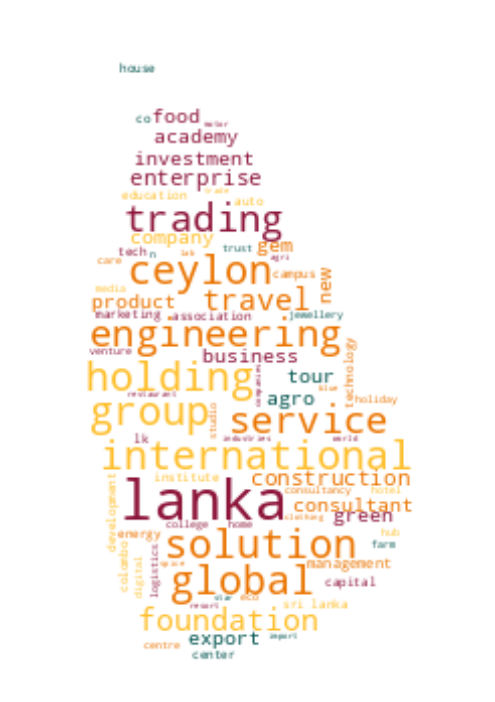 house
co food motor
academy
investment
enterprise
education trade auto
trading
company
tech n lab trust gem agri
care ceylon campus
media
product travel new
marketing association jewellery
engineering
venture business technology
holding tour blue
restaurant companies agro holiday
group studio service
lk industries world
international
institute construction
development consultancy hotel
lanka consultant
college home clothing green
energy solution hub
farm
colombo digital logistics space management
global capital
star eco
resort sri lanka
foundation
export import
centre
center